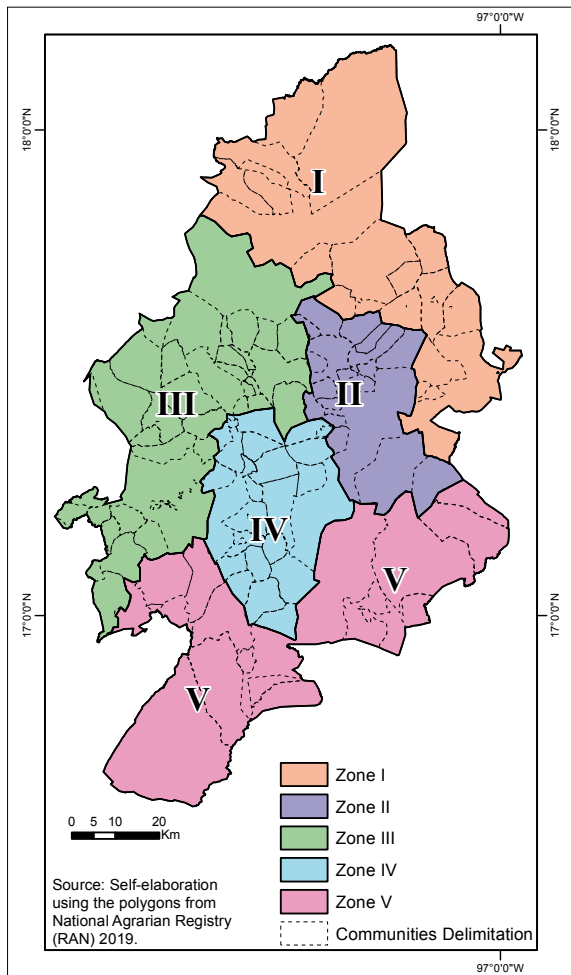 97°0'0"W
18°0'0"N
18°0'0"N
I
II
III
IV
V
17°0'0"N
17°0'0"N
V
Zone I
Zone II
0 5 10 20
Km
Zone III
Zone IV
Source: Self-elaboration
using the polygons from
National Agrarian Registry
(RAN) 2019.
Zone V
Communities Delimitation
97°0'0"W